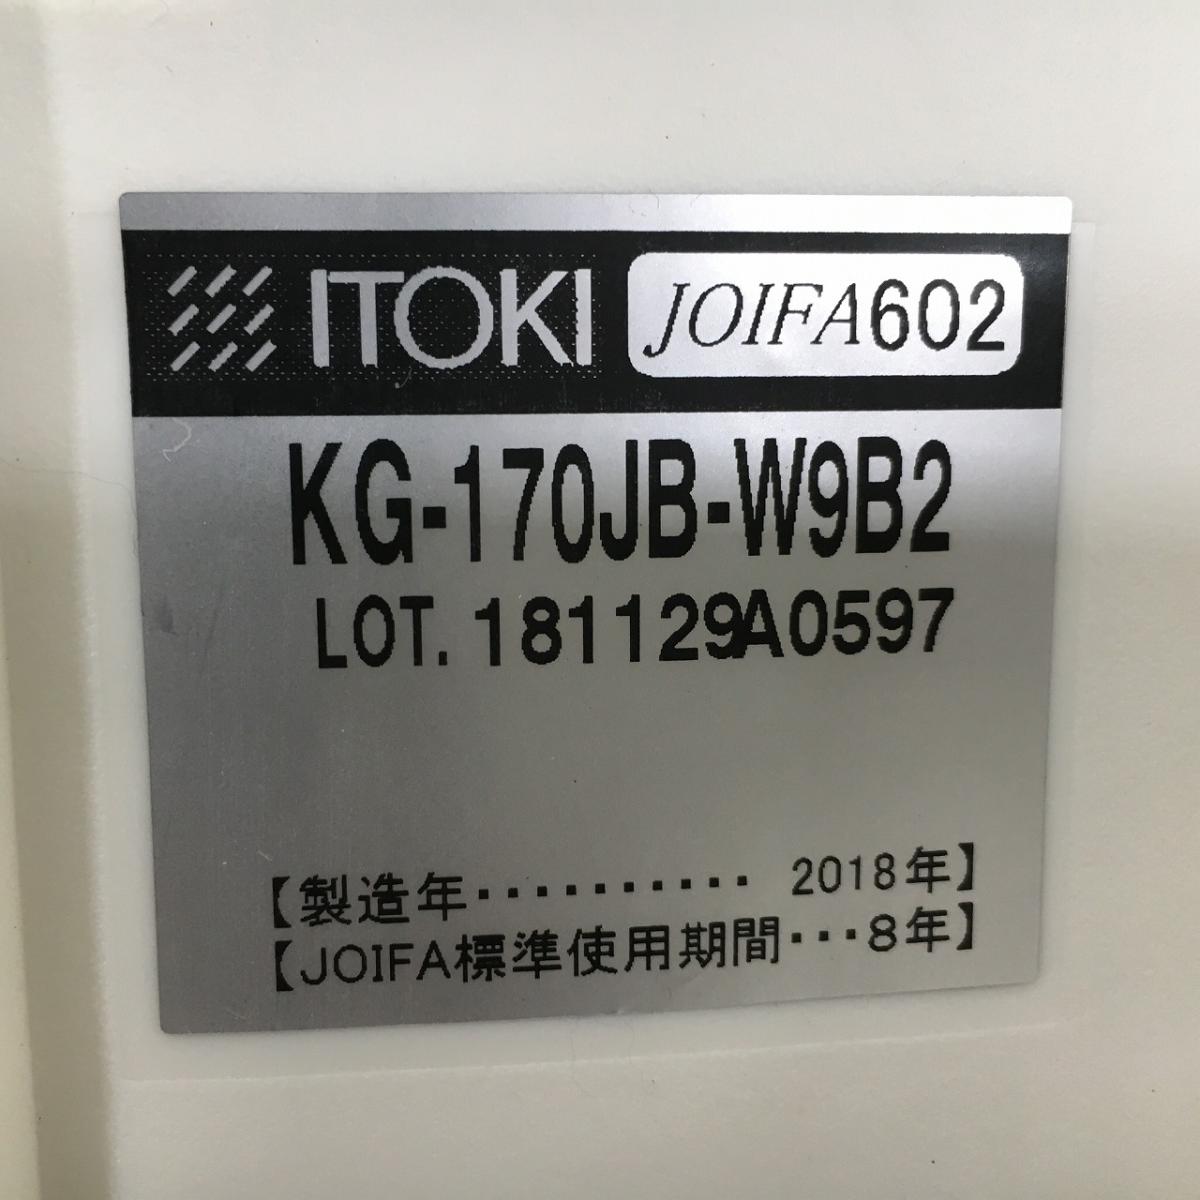 ITOKI JOIFA602
KG-170JB-W9B2
LOT. 181129A0597
【製造年・・・・・・・・・・ 2018年】
【JOIFA標準使用期間・・・8年】